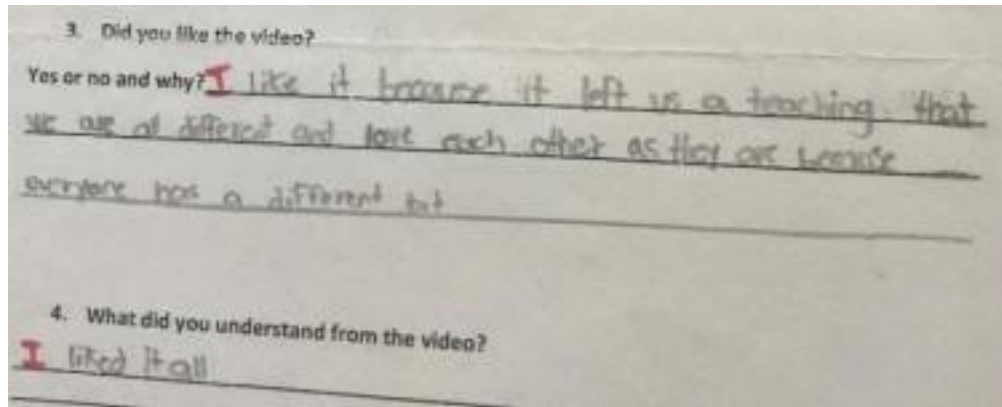 3. Did you like the video?
Yes or no and why? I like it because it left us a teaching. that
we are all different and love each other as they are because
everyone has a different
4. What did you understand from the video?
I liked it all